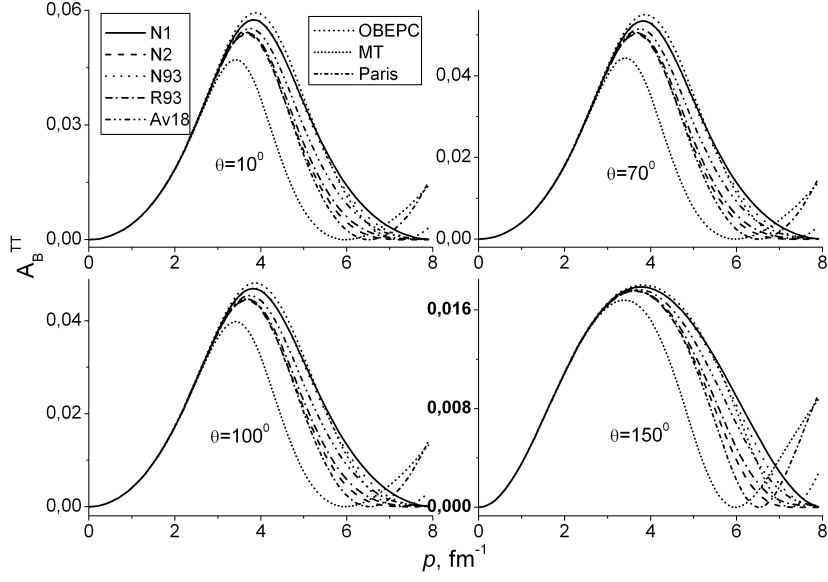 0,06
0,03
0,00
N1
N2
N93
R93
Av18
OBEPC
MT
Paris
θ=10⁰
0 2 4 6 8
0,04
0,02
0,00
θ=70⁰
0 2 4 6 8
A_B^TT
0,04
0,02
0,00
θ=100⁰
0 2 4 6 8
0,016
0,008
0,000
θ=150⁰
0 2 4 6 8
p, fm⁻¹